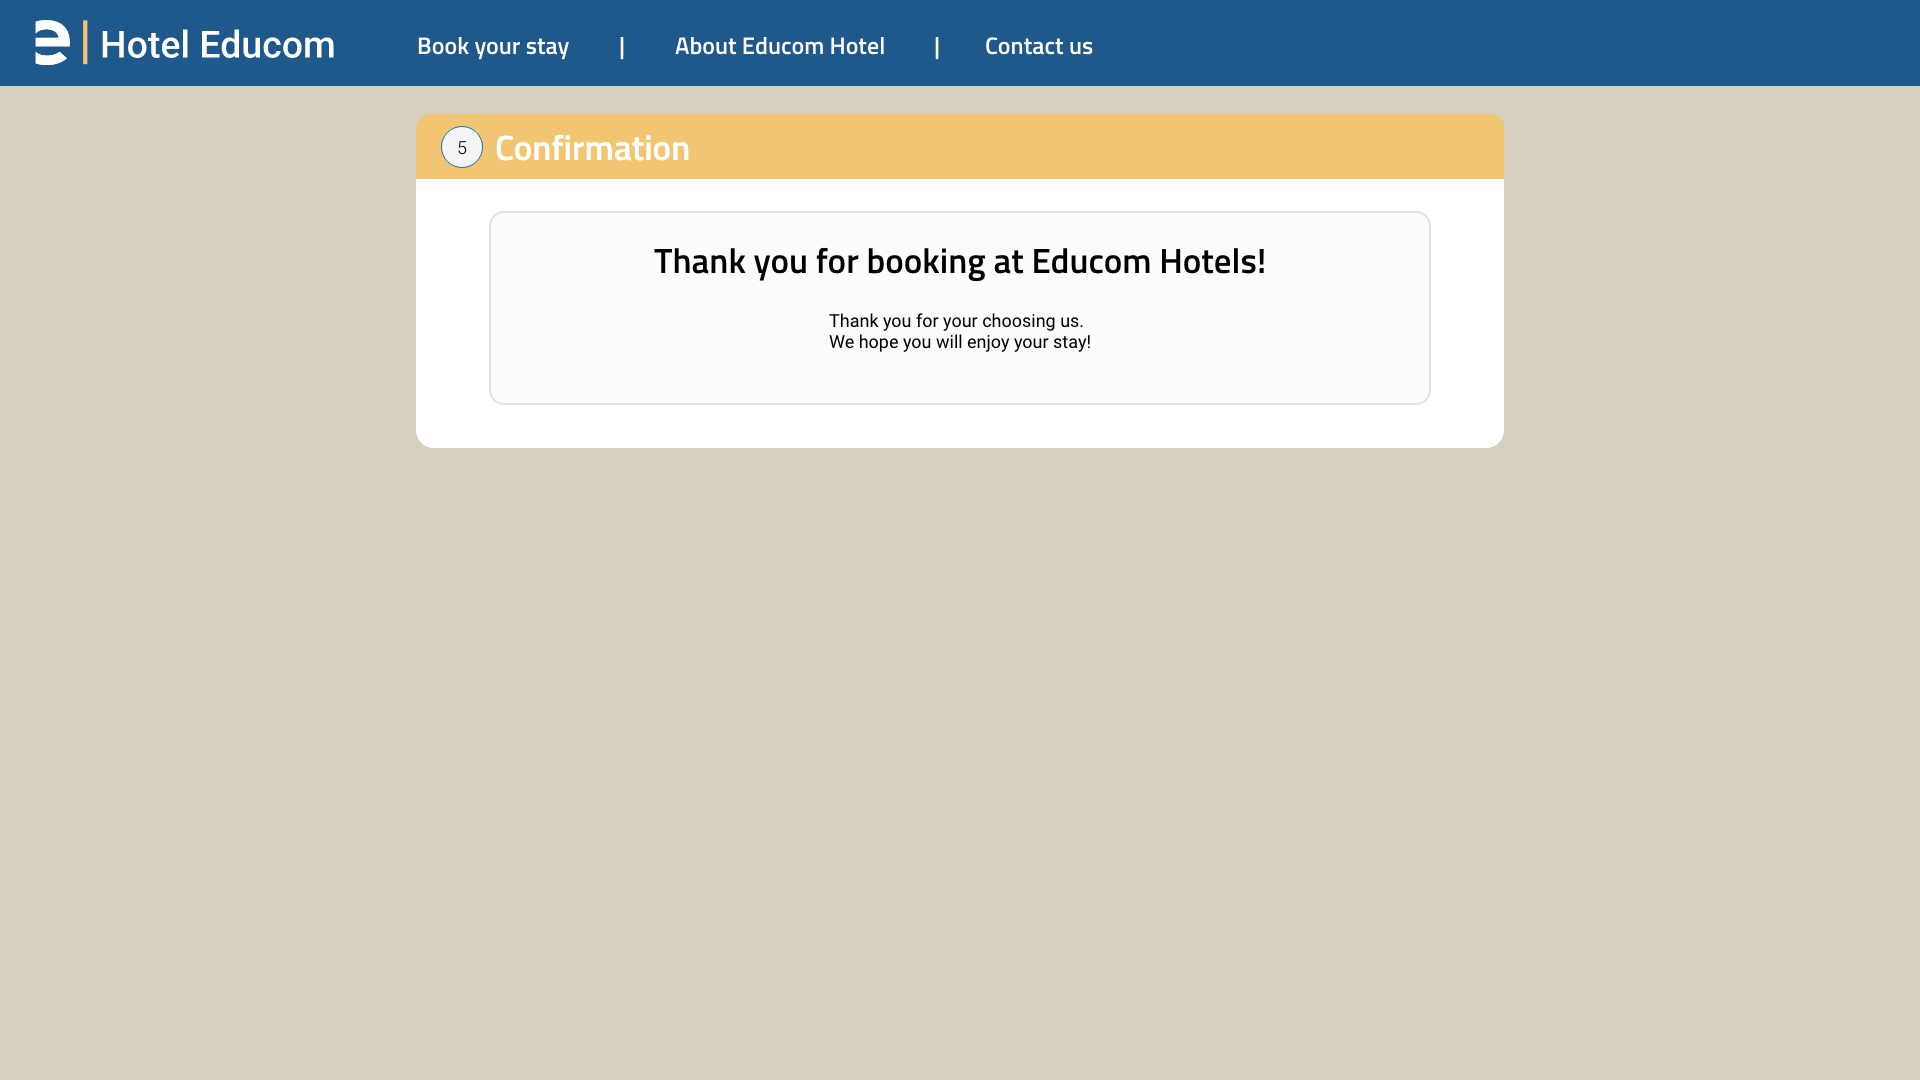 Hotel Educom
Book your stay | About Educom Hotel | Contact us
5 Confirmation
Thank you for booking at Educom Hotels!
Thank you for your choosing us.
We hope you will enjoy your stay!